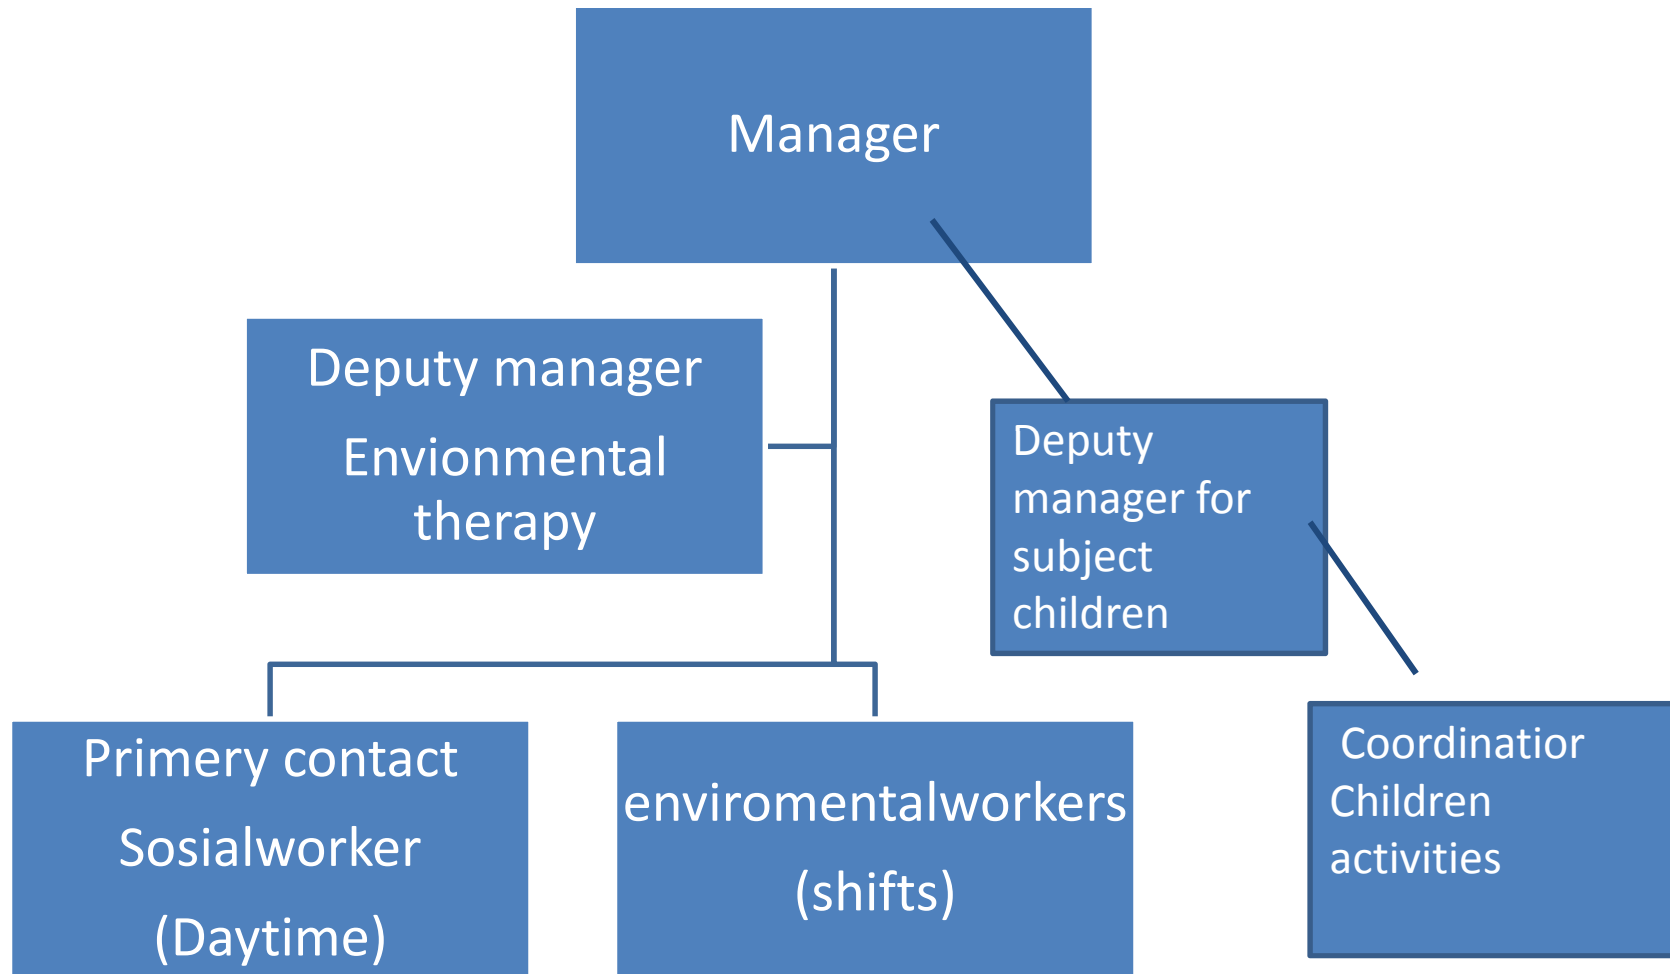 Manager
Deputy manager
Envionmental
therapy
Deputy
manager for
subject
children
Primery contact
Sosialworker
(Daytime)
enviromentalworkers
(shifts)
Coordinatior
Children
activities